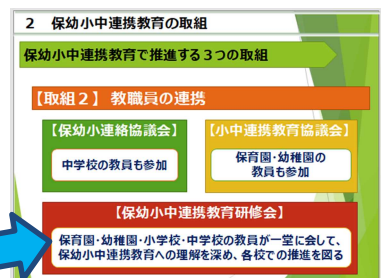 2 保幼小中連携教育の取組
保幼小中連携教育で推進する3つの取組
【取組2】 教職員の連携
【保幼小連絡協議会】
中学校の教員も参加
【小中連携教育協議会】
保育園・幼稚園の
教員も参加
【保幼小中連携教育研修会】
保育園・幼稚園・小学校・中学校の教員が一堂に会して、
保幼小中連携教育への理解を深め、各校での推進を図る